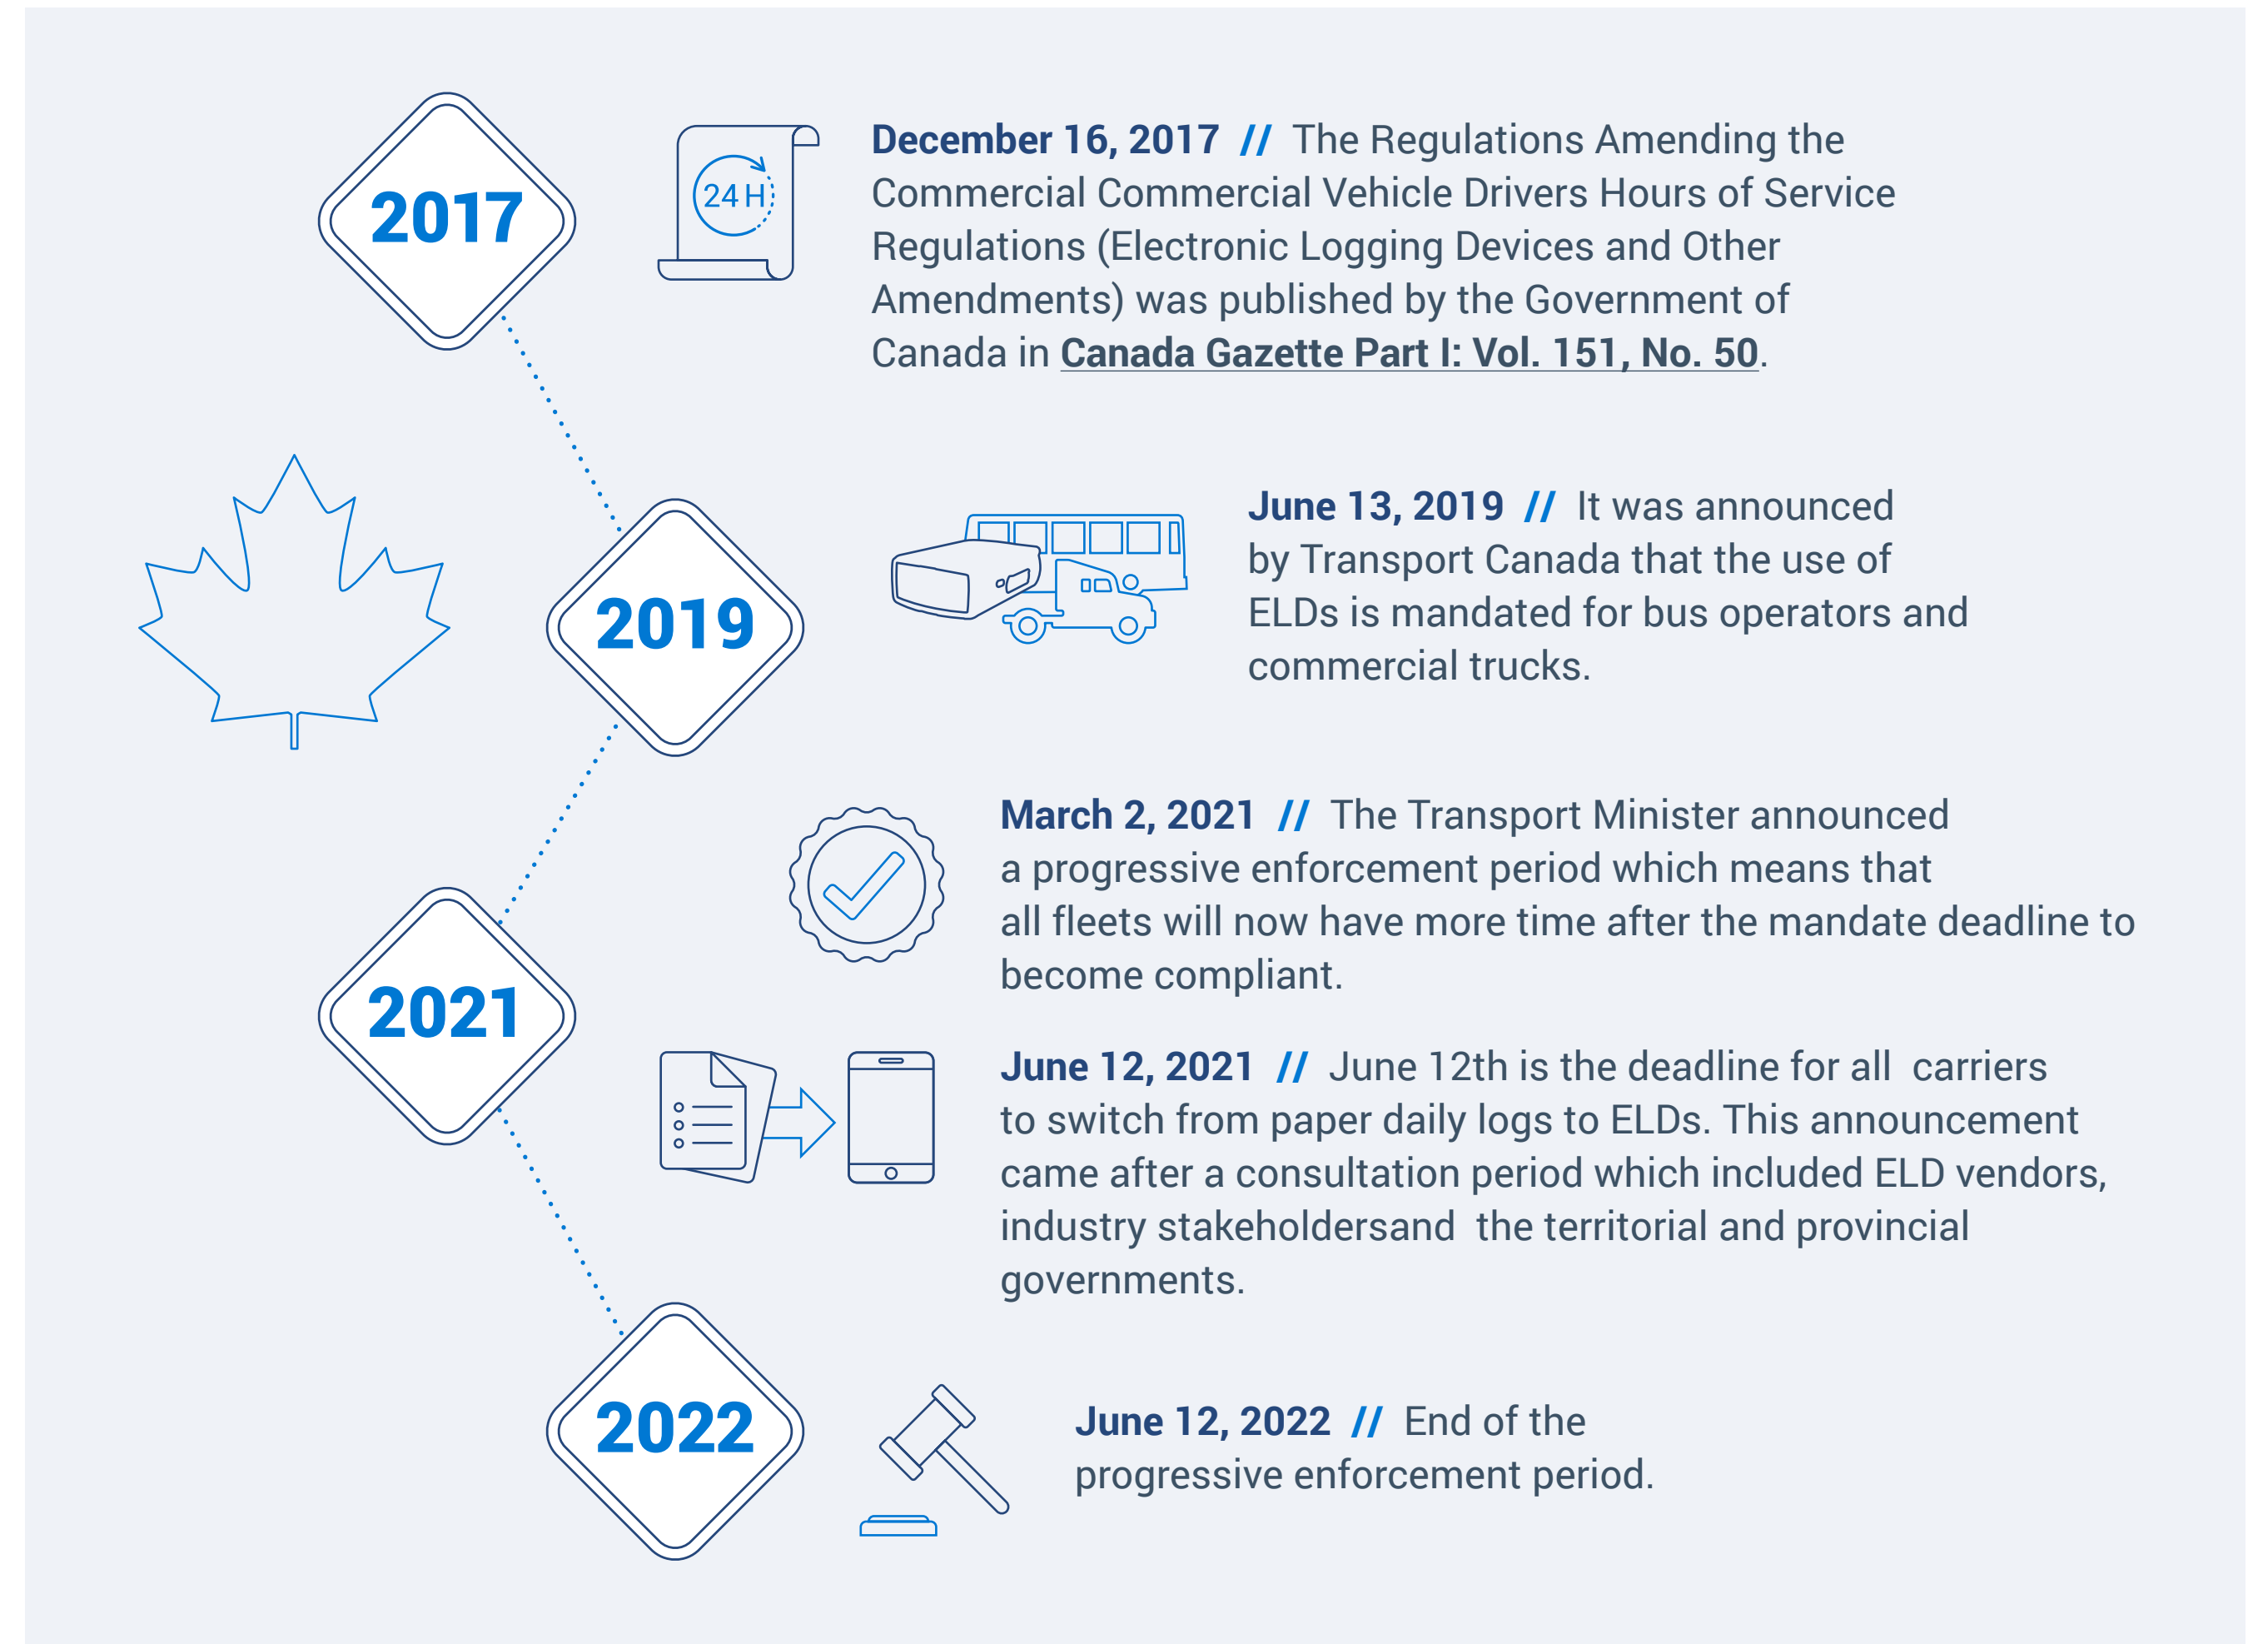 2017
24 H
December 16, 2017 // The Regulations Amending the
Commercial Commercial Vehicle Drivers Hours of Service
Regulations (Electronic Logging Devices and Other
Amendments) was published by the Government of
Canada in Canada Gazette Part I: Vol. 151, No. 50.
2019
June 13, 2019 // It was announced
by Transport Canada that the use of
ELDs is mandated for bus operators and
commercial trucks.
2021
March 2, 2021 // The Transport Minister announced
a progressive enforcement period which means that
all fleets will now have more time after the mandate deadline to
become compliant.
June 12, 2021 // June 12th is the deadline for all  carriers
to switch from paper daily logs to ELDs. This announcement
came after a consultation period which included ELD vendors,
industry stakeholdersand  the territorial and provincial
governments.
2022
June 12, 2022 // End of the
progressive enforcement period.